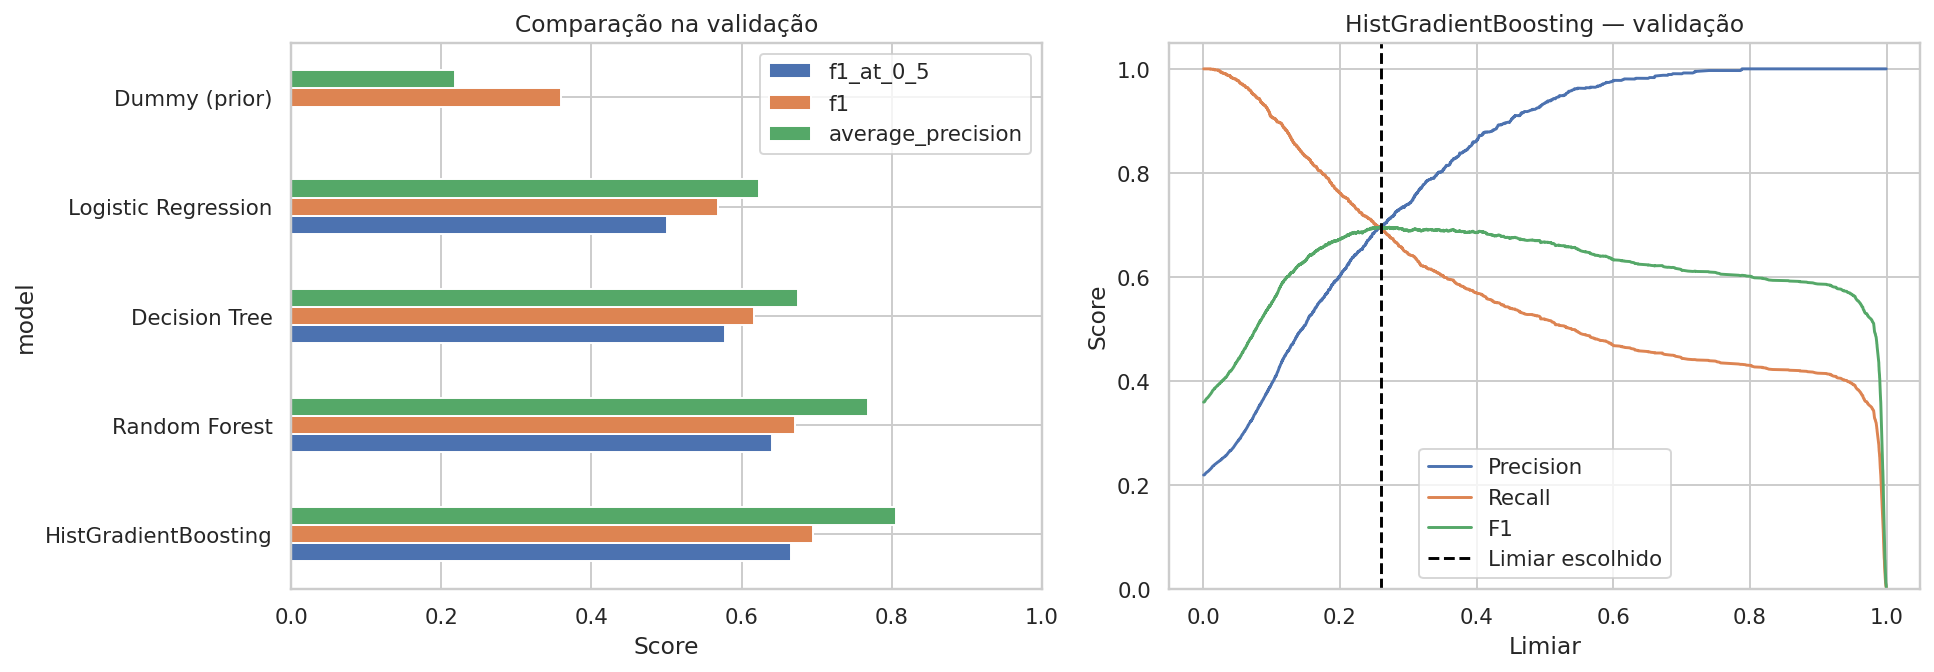 Comparação na validação
f1_at_0_5
f1
average_precision
model
Dummy (prior)
Logistic Regression
Decision Tree
Random Forest
HistGradientBoosting
0.0 0.2 0.4 0.6 0.8 1.0
Score
HistGradientBoosting — validação
Score
1.0
0.8
0.6
0.4
0.2
0.0
Precision
Recall
F1
Limiar escolhido
0.0 0.2 0.4 0.6 0.8 1.0
Limiar